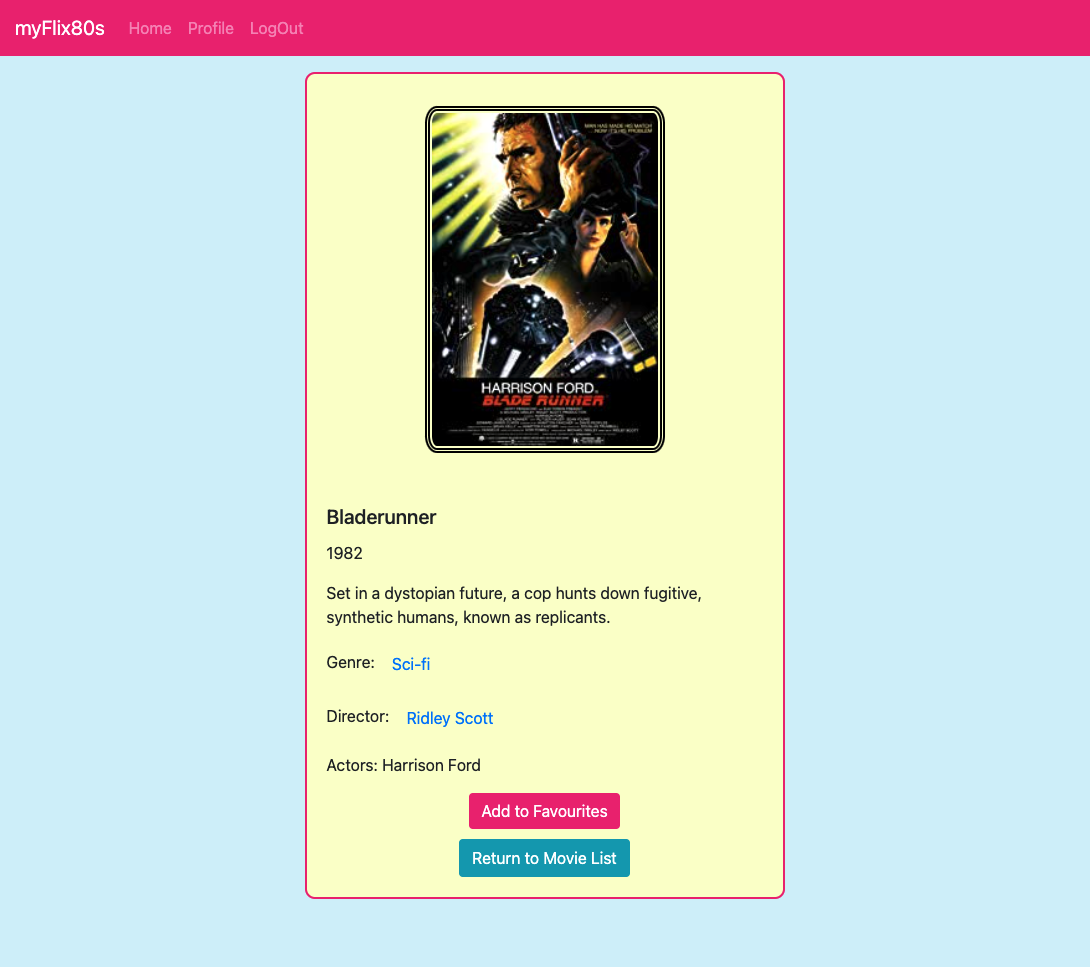 myFlix80s Home Profile LogOut
MAN HAS MADE HIS MATCH
...NOW IT'S HIS PROBLEM
HARRISON FORD
BLADE RUNNER
Bladerunner
1982
Set in a dystopian future, a cop hunts down fugitive,
synthetic humans, known as replicants.
Genre: Sci-fi
Director: Ridley Scott
Actors: Harrison Ford
Add to Favourites
Return to Movie List